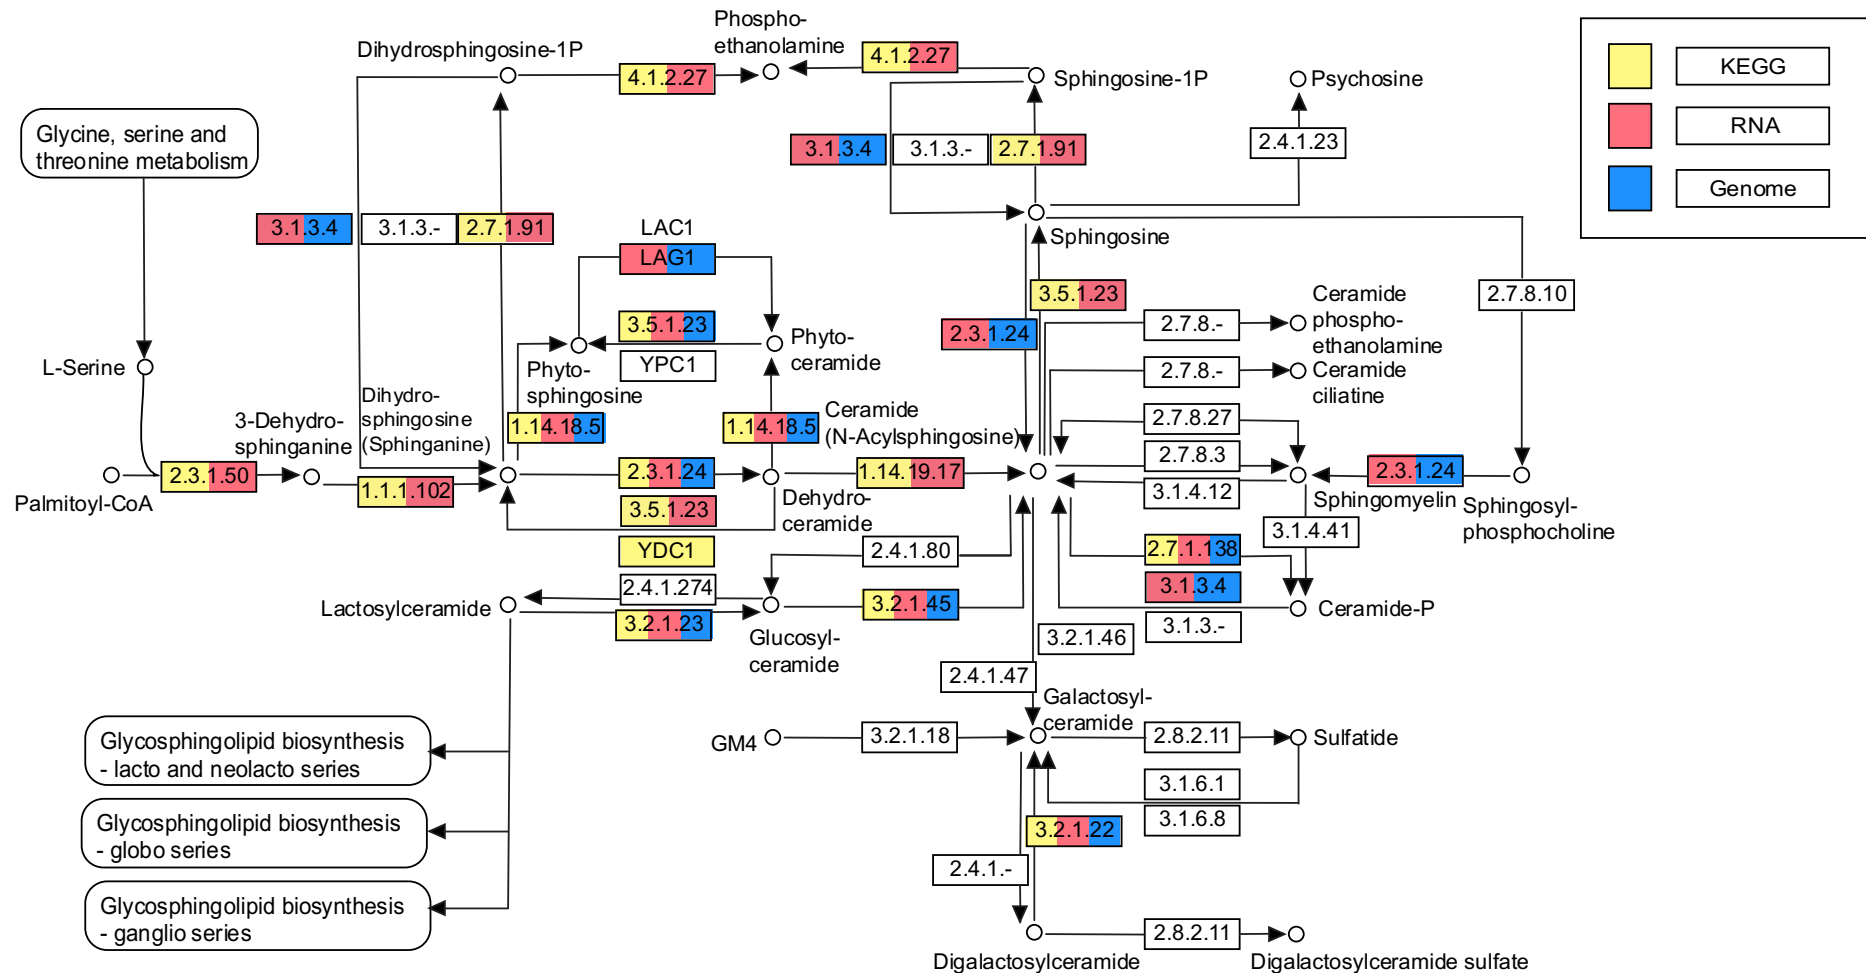 Phospho-
ethanolamine
Dihydrosphingosine-1P
4.1.2.27
4.1.2.27
Sphingosine-1P
Psychosine
KEGG
RNA
Genome
Glycine, serine and
threonine metabolism
3.1.3.4
3.1.3.-
2.7.1.91
2.4.1.23
3.1.3.4
3.1.3.-
2.7.1.91
LAC1
LAG1
Sphingosine
3.5.1.23
2.7.8.10
3.5.1.23
YPC1
Phyto-
ceramide
2.3.1.24
2.7.8.-
Ceramide
phospho-
ethanolamine
L-Serine
Phyto-
sphingosine
2.7.8.-
Ceramide
ciliatine
3-Dehydro-
sphinganine
Dihydro-
sphingosine
(Sphinganine)
1.14.18.5
1.14.18.5
Ceramide
(N-Acylsphingosine)
2.7.8.27
2.7.8.3
3.1.4.12
Palmitoyl-CoA
2.3.1.50
1.1.1.102
2.3.1.24
3.5.1.23
YDC1
Dehydro-
ceramide
1.14.19.17
Sphingomyelin
2.3.1.24
Sphingosyl-
phosphocholine
3.1.4.41
2.4.1.80
2.7.1.138
3.1.3.4
3.1.3.-
Ceramide-P
Lactosylceramide
2.4.1.274
3.2.1.23
Glucosyl-
ceramide
3.2.1.45
3.2.1.46
2.4.1.47
Galactosyl-
ceramide
Glycosphingolipid biosynthesis
- lacto and neolacto series
GM4
3.2.1.18
2.8.2.11
Sulfatide
3.1.6.1
3.1.6.8
Glycosphingolipid biosynthesis
- globo series
3.2.1.22
2.4.1.-
Glycosphingolipid biosynthesis
- ganglio series
2.8.2.11
Digalactosylceramide
Digalactosylceramide sulfate